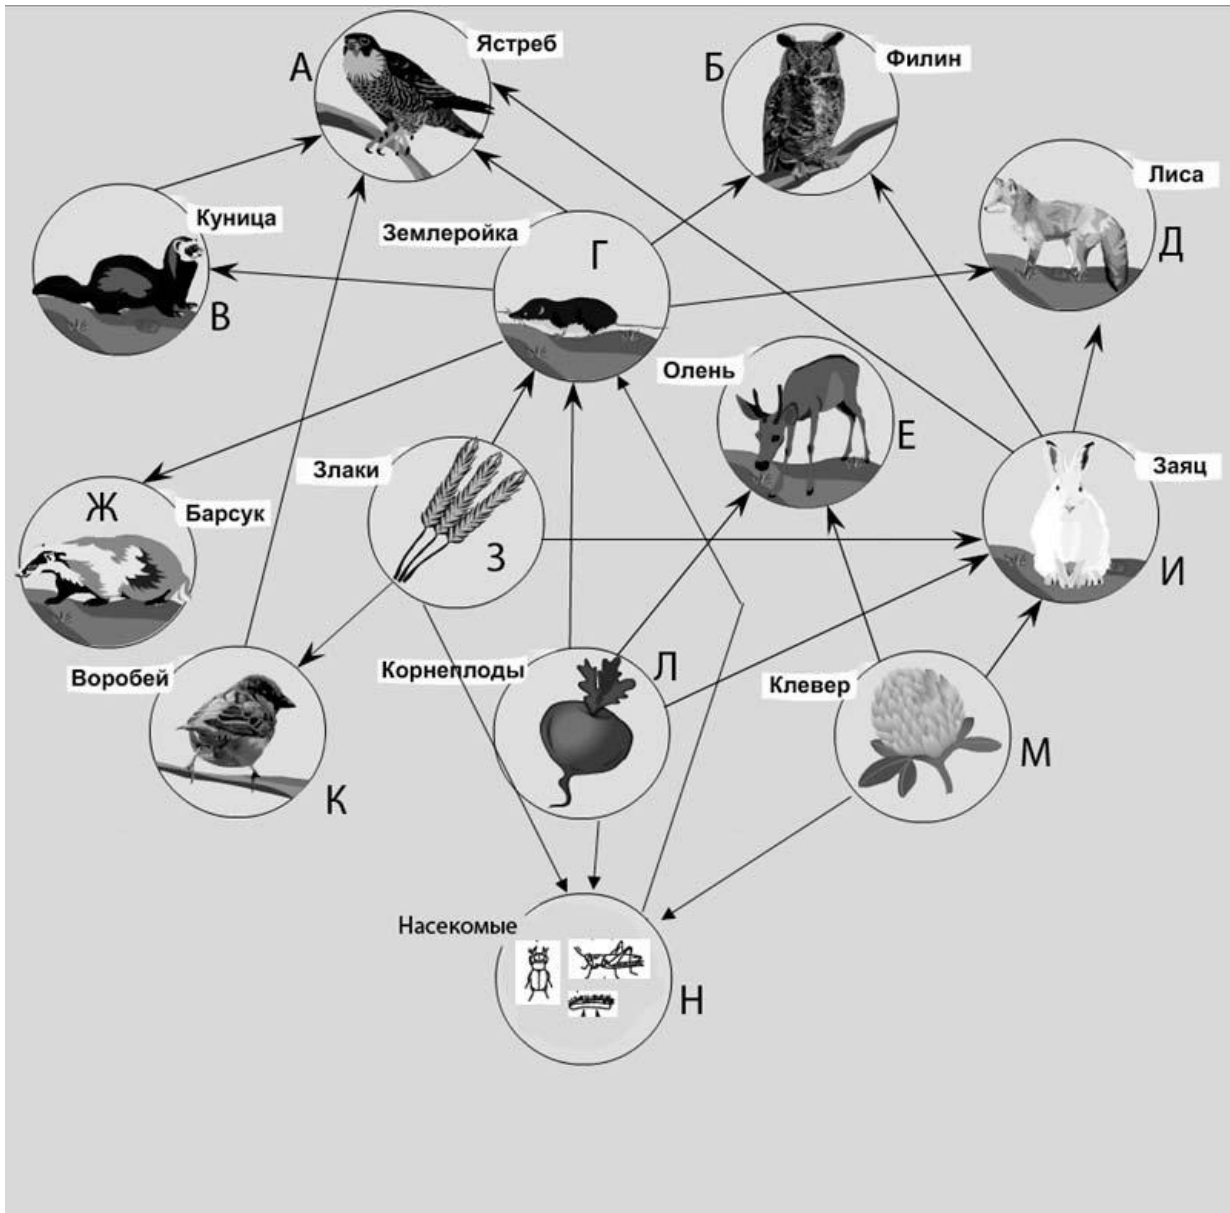 А
Ястреб
Б
Филин
Лиса
Д
Куница
В
Землеройка
Г
Олень
Е
Злаки
З
Заяц
И
Ж
Барсук
Воробей
К
Корнеплоды
Л
Клевер
М
Насекомые
Н